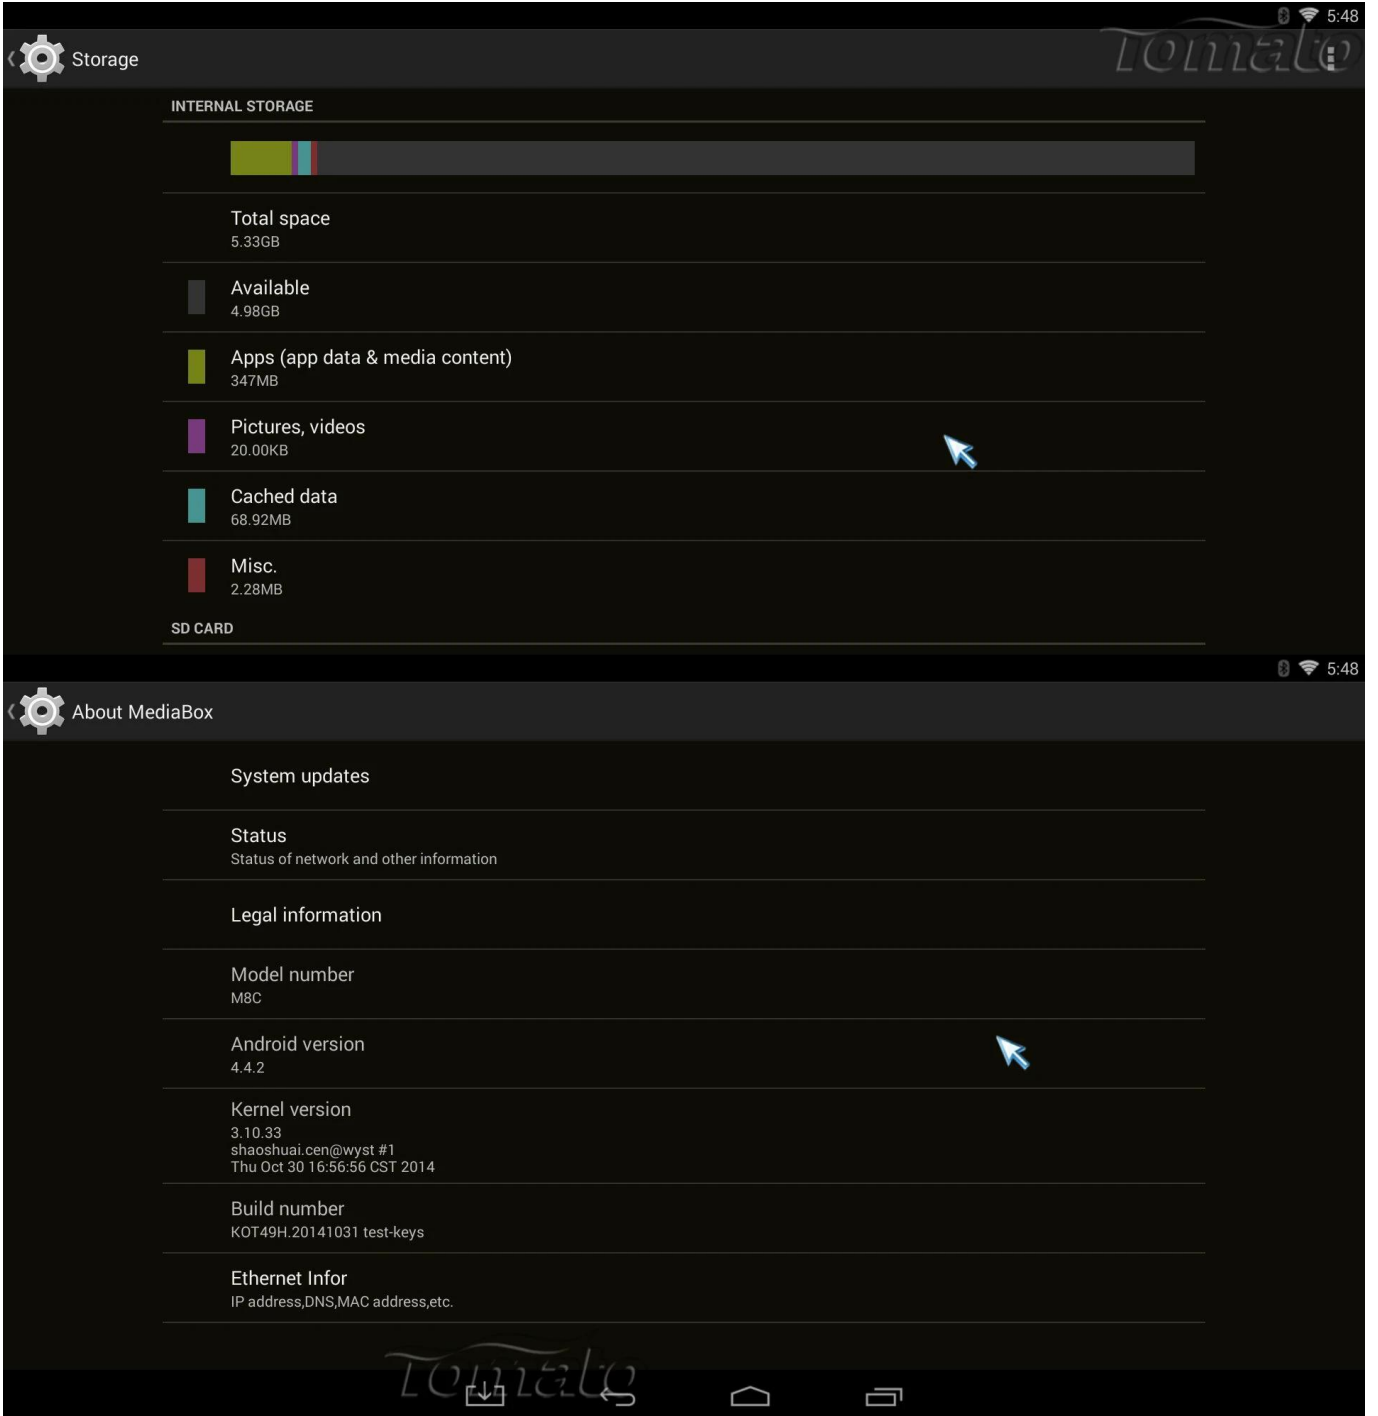 5:48
Tomato
Storage
INTERNAL STORAGE
Total space
5.33GB
Available
4.98GB
Apps (app data & media content)
347MB
Pictures, videos
20.00KB
Cached data
68.92MB
Misc.
2.28MB
SD CARD
5:48
About MediaBox
System updates
Status
Status of network and other information
Legal information
Model number
M8C
Android version
4.4.2
Kernel version
3.10.33
shaoshuai.cen@wyst #1
Thu Oct 30 16:56:56 CST 2014
Build number
KOT49H.20141031 test-keys
Ethernet Infor
IP address,DNS,MAC address,etc.
Tomato